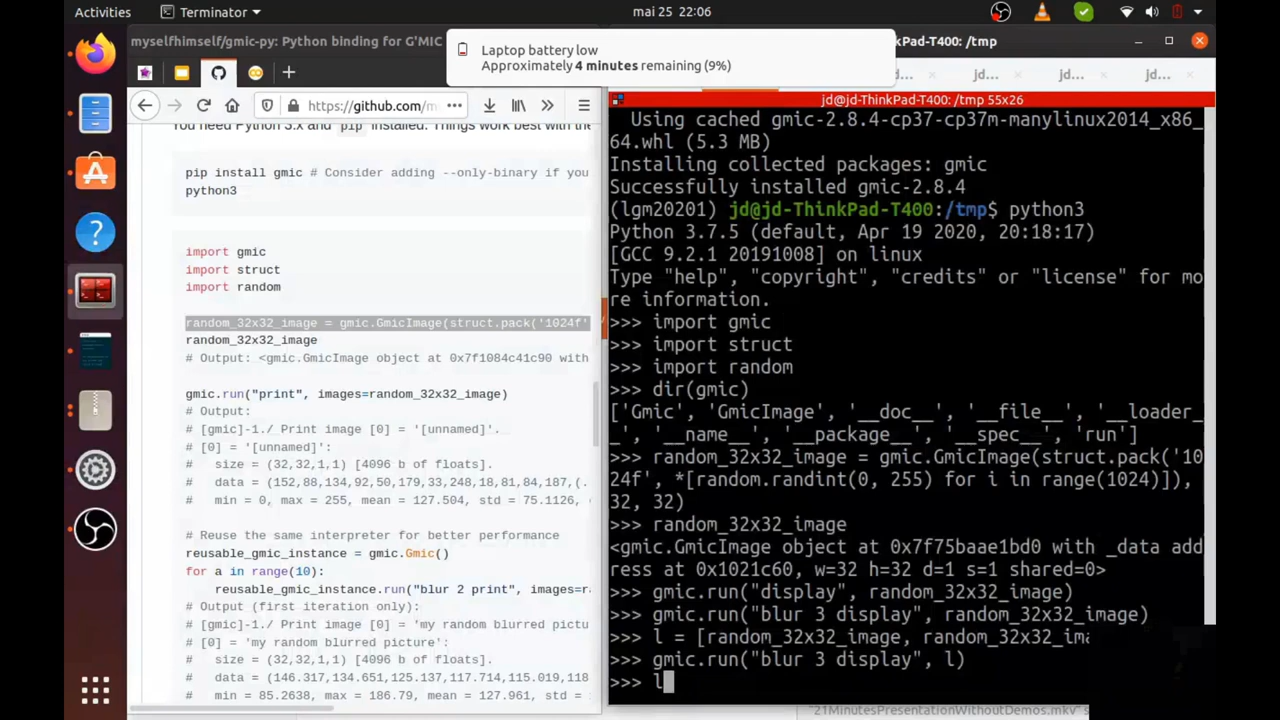 Activities
Terminator
mai 25 22:06
myselfhimself/gmic-py: Python binding for G'MIC
Laptop battery low
Approximately 4 minutes remaining (9%)
nkPad-T400: /tmp
d...
jd...
jd...
jd...
https://github.com/m
jd@jd-ThinkPad-T400: /tmp 55x26
You need Python 3.x and pip installed. Things work best with the
pip install gmic # Consider adding --only-binary if you
python3
import gmic
import struct
import random
random_32x32_image = gmic.GmicImage(struct.pack('1024f'
random_32x32_image
# Output: <gmic.GmicImage object at 0x7f1084c41c90 with
gmic.run("print", images=random_32x32_image)
# Output:
# [gmic]-1./ Print image [0] = '[unnamed]'.
# [0] = '[unnamed]':
#   size = (32,32,1,1) [4096 b of floats].
#   data = (152,88,134,92,50,179,33,248,18,81,84,187,(.
#   min = 0, max = 255, mean = 127.504, std = 75.1126,
# Reuse the same interpreter for better performance
reusable_gmic_instance = gmic.Gmic()
for a in range(10):
reusable_gmic_instance.run("blur 2 print", images=r
# Output (first iteration only):
# [gmic]-1./ Print image [0] = 'my random blurred pictu
# [0] = 'my random blurred picture':
#   size = (32,32,1,1) [4096 b of floats].
#   data = (146.317,134.651,125.137,117.714,115.019,118
#   min = 85.2638, max = 186.79, mean = 127.961, std =
Using cached gmic-2.8.4-cp37-cp37m-manylinux2014_x86_
64.whl (5.3 MB)
Installing collected packages: gmic
Successfully installed gmic-2.8.4
(lgm20201) jd@jd-ThinkPad-T400:/tmp$ python3
Python 3.7.5 (default, Apr 19 2020, 20:18:17)
[GCC 9.2.1 20191008] on linux
Type "help", "copyright", "credits" or "license" for mo
re information.
>>> import gmic
>>> import struct
>>> import random
>>> dir(gmic)
['Gmic', 'GmicImage', '__doc__', '__file__', '__loader_
_', '__name__', '__package__', '__spec__', 'run']
>>> random_32x32_image = gmic.GmicImage(struct.pack('10
24f', *[random.randint(0, 255) for i in range(1024)]),
32, 32)
>>> random_32x32_image
<gmic.GmicImage object at 0x7f75baae1bd0 with _data add
ress at 0x1021c60, w=32 h=32 d=1 s=1 shared=0>
>>> gmic.run("display", random_32x32_image)
>>> gmic.run("blur 3 display", random_32x32_image)
>>> l = [random_32x32_image, random_32x32_ima
>>> gmic.run("blur 3 display", l)
>>> l
"21MinutesPresentationWithoutDemos.mkv" s